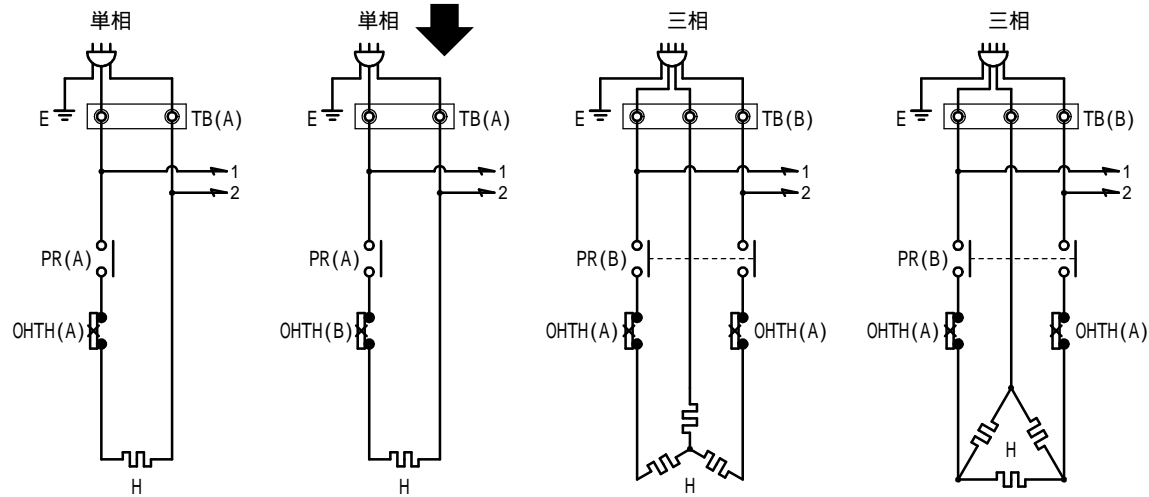 単相
単相
三相
三相
E
TB(A)
E
TB(A)
E
TB(B)
E
TB(B)
1
1
1
1
2
2
2
2
PR(A)
PR(A)
PR(B)
PR(B)
OHTH(A)
OHTH(B)
OHTH(A)
OHTH(A)
OHTH(A)
OHTH(A)
H
H
H
H